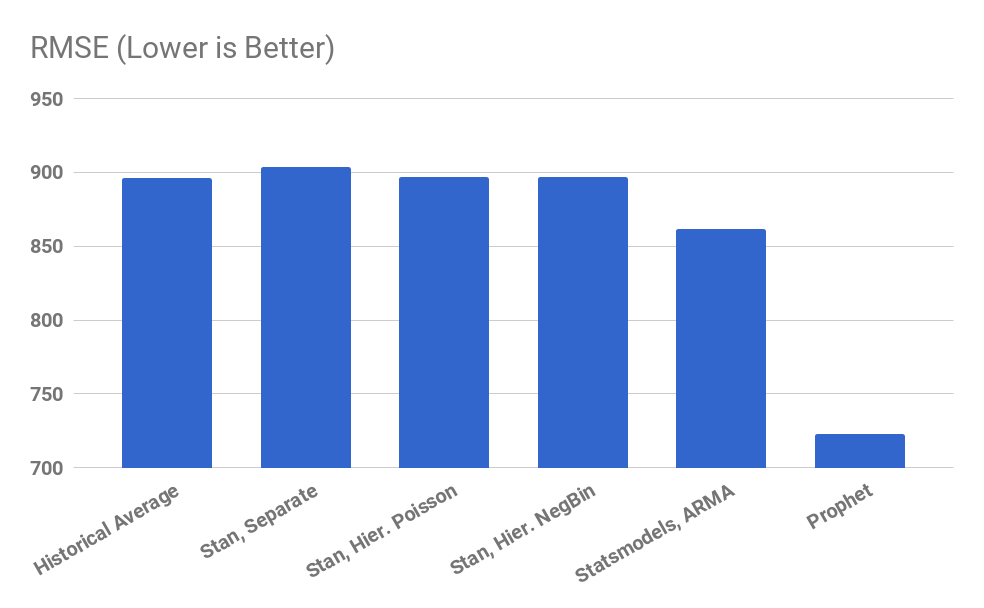 RMSE (Lower is Better)
950
900
850
800
750
700
Historical Average
Stan, Separate
Stan, Hier. Poisson
Stan, Hier. NegBin
Statsmodels, ARMA
Prophet